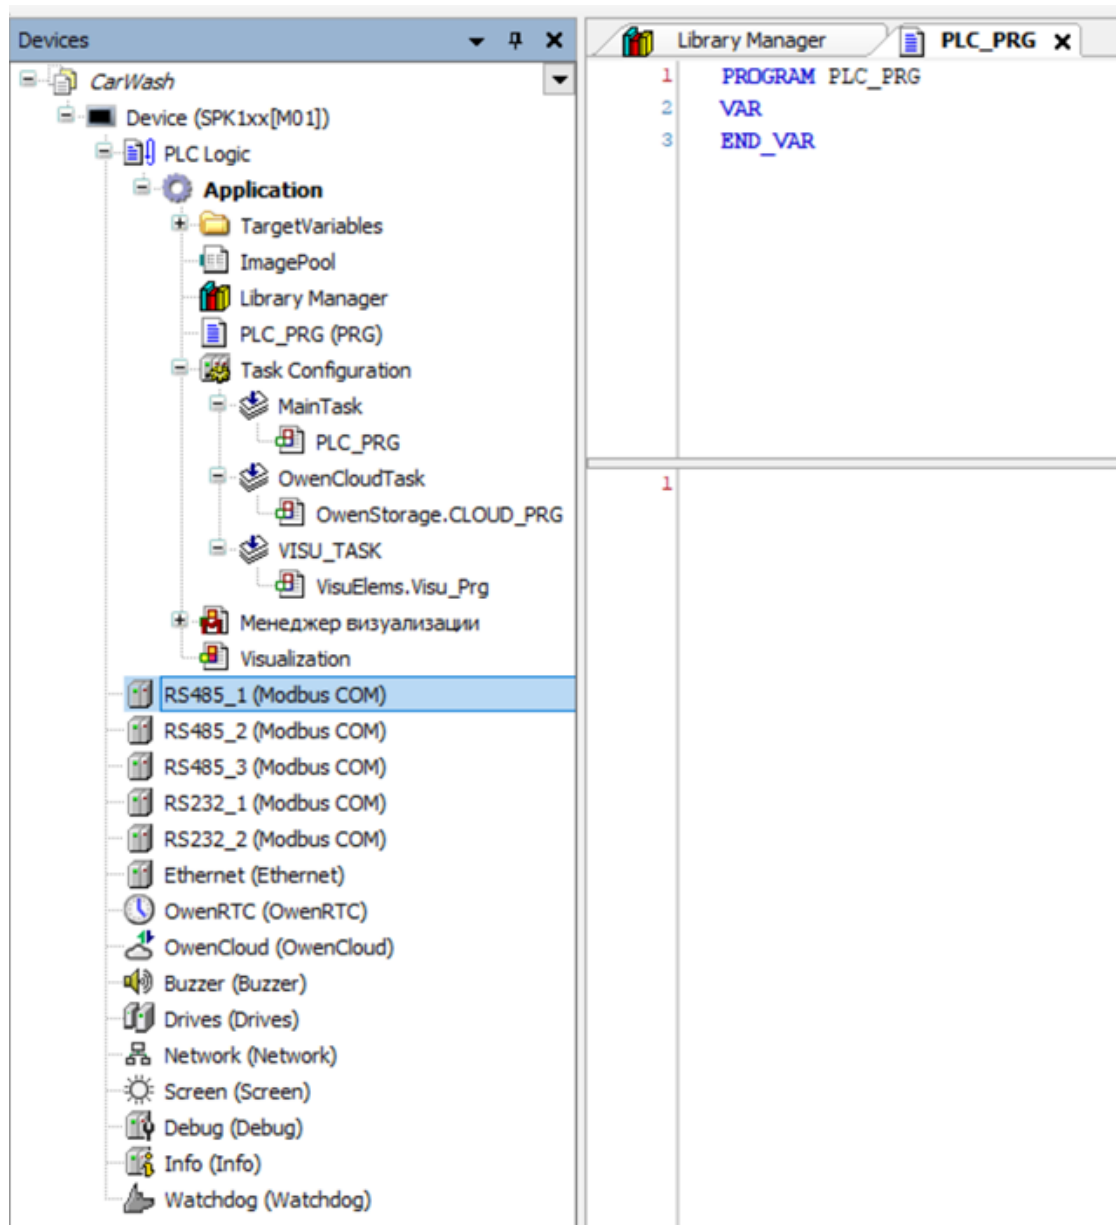 Devices
CarWash
Device (SPK1xx[M01])
PLC Logic
Application
TargetVariables
ImagePool
Library Manager
PLC_PRG (PRG)
Task Configuration
MainTask
PLC_PRG
OwenCloudTask
OwenStorage.CLOUD_PRG
VISU_TASK
VisuElems.Visu_Prg
Менеджер визуализации
Visualization
RS485_1 (Modbus COM)
RS485_2 (Modbus COM)
RS485_3 (Modbus COM)
RS232_1 (Modbus COM)
RS232_2 (Modbus COM)
Ethernet (Ethernet)
OwenRTC (OwenRTC)
OwenCloud (OwenCloud)
Buzzer (Buzzer)
Drives (Drives)
Network (Network)
Screen (Screen)
Debug (Debug)
Info (Info)
Watchdog (Watchdog)
Library Manager PLC_PRG
1 PROGRAM PLC_PRG
2 VAR
3 END_VAR
1